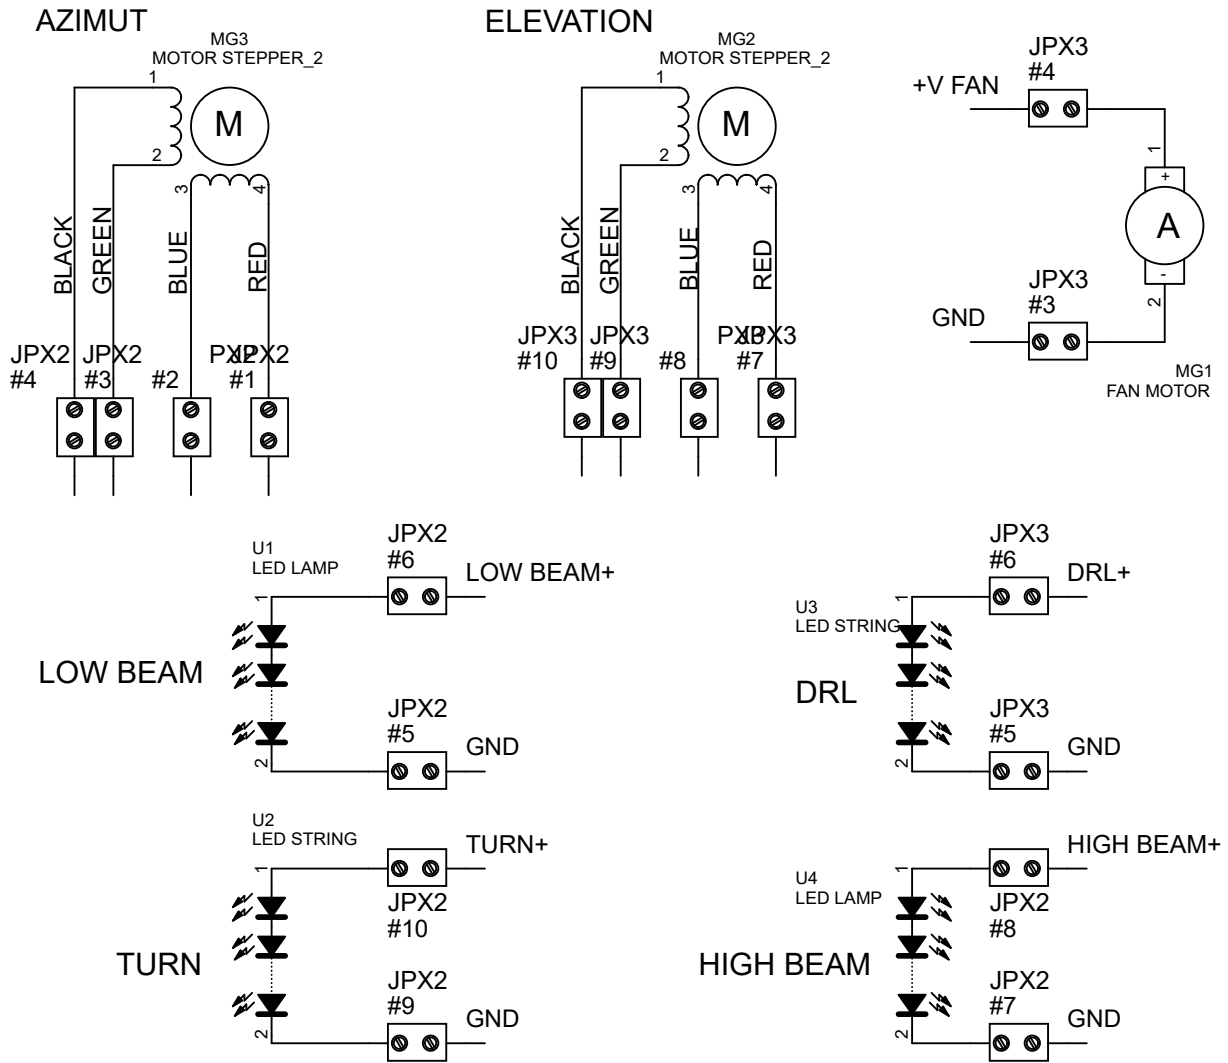 AZIMUT
MG3
MOTOR STEPPER_2
1
2
M
3
4
BLACK
GREEN
BLUE
RED
JPX2
#4
JPX2
#3
#2
JPX2
#1
ELEVATION
MG2
MOTOR STEPPER_2
1
2
M
3
4
BLACK
GREEN
BLUE
RED
JPX3
#10
JPX3
#9
#8
JPX3
#7
JPX3
#4
+V FAN
1
+
A
-
2
JPX3
#3
GND
MG1
FAN MOTOR
U1
LED LAMP
JPX2
#6
LOW BEAM+
1
LOW BEAM
JPX2
#5
GND
2
JPX3
#6
DRL+
1
U3
LED STRING
DRL
JPX3
#5
GND
2
U2
LED STRING
TURN+
1
JPX2
#10
TURN
JPX2
#9
GND
2
HIGH BEAM+
1
U4
LED LAMP
JPX2
#8
HIGH BEAM
JPX2
#7
GND
2